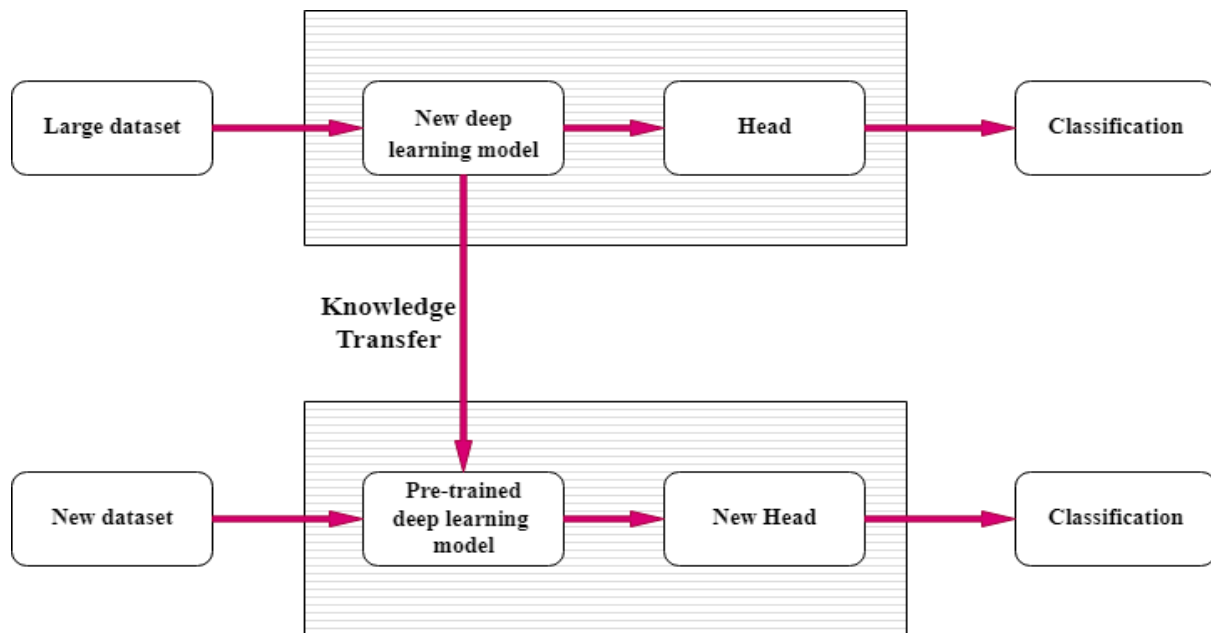 Large dataset
New deep
learning model
Head
Classification
Knowledge
Transfer
New dataset
Pre-trained
deep learning
model
New Head
Classification